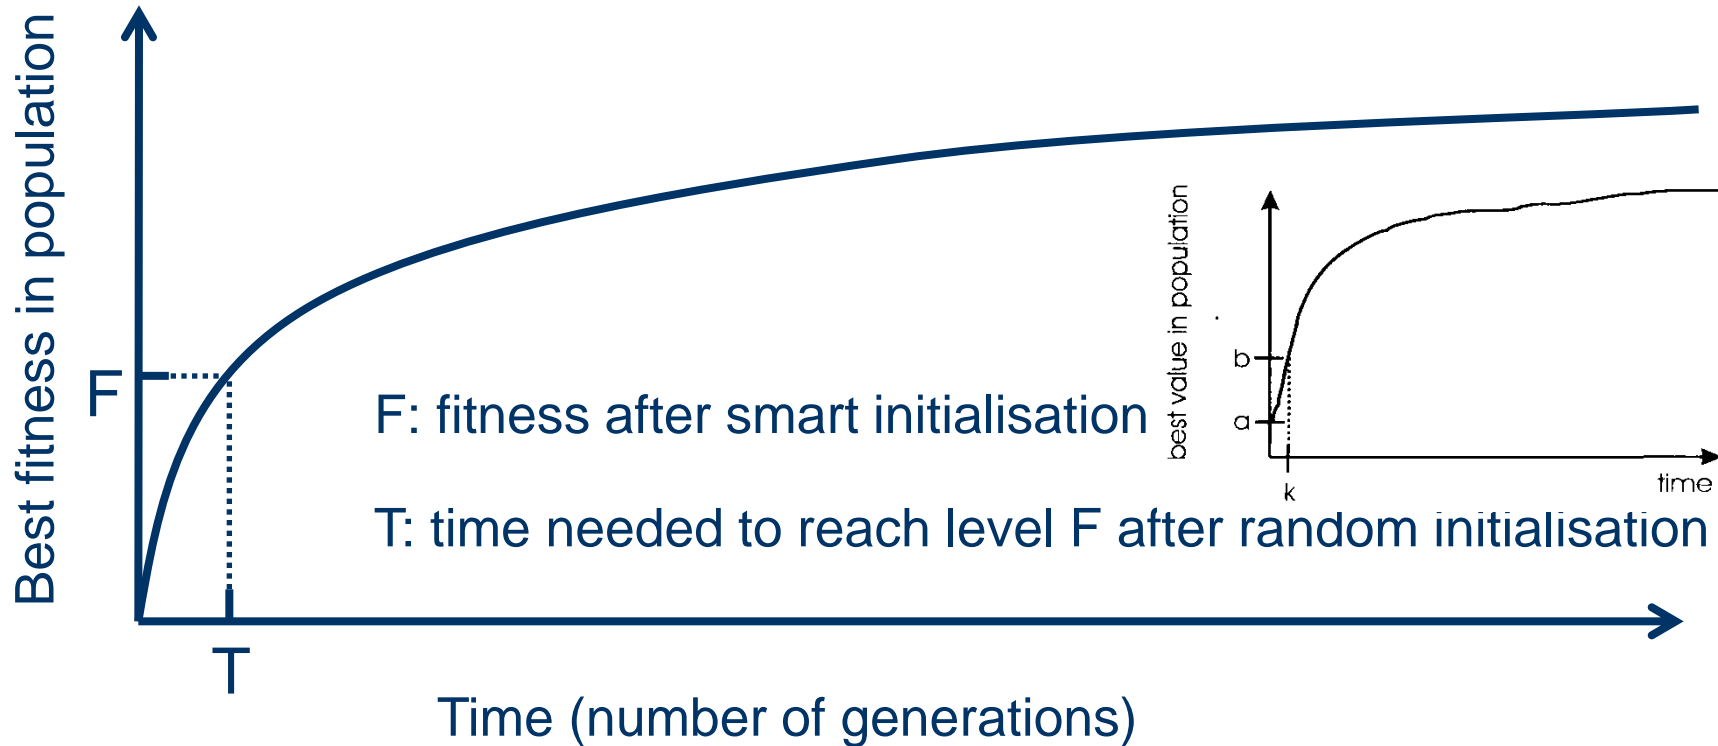 Best fitness in population
F
F: fitness after smart initialisation
T: time needed to reach level F after random initialisation
T
Time (number of generations)
best value in population
b
a
k
time